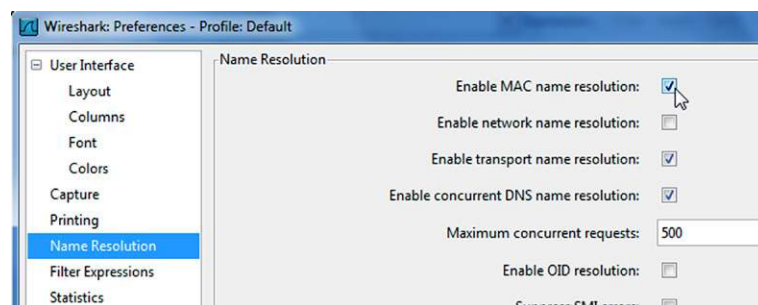 Wireshark: Preferences - Profile: Default
User Interface
Layout
Columns
Font
Colors
Capture
Printing
Name Resolution
Filter Expressions
Statistics
Name Resolution
Enable MAC name resolution:
Enable network name resolution:
Enable transport name resolution:
Enable concurrent DNS name resolution:
Maximum concurrent requests: 500
Enable OID resolution: